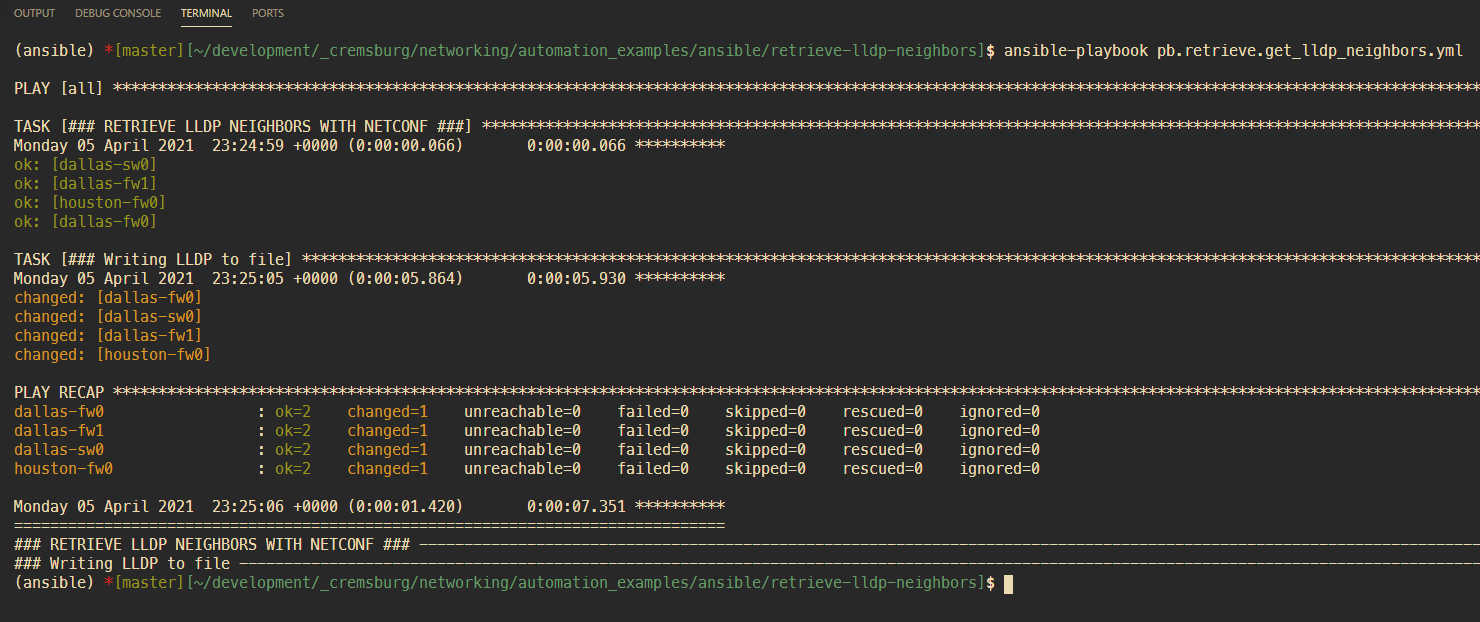 OUTPUT DEBUG CONSOLE TERMINAL PORTS
(ansible) *[master][~/development/_cremsburg/networking/automation_examples/ansible/retrieve-lldp-neighbors]$ ansible-playbook pb.retrieve.get_lldp_neighbors.yml
PLAY [all] ********************************************************************************************************************************************************
TASK [### RETRIEVE LLDP NEIGHBORS WITH NETCONF ###] ***************************************************************************************************************
Monday 05 April 2021  23:24:59 +0000 (0:00:00.066)       0:00:00.066 **********
ok: [dallas-sw0]
ok: [dallas-fw1]
ok: [houston-fw0]
ok: [dallas-fw0]
TASK [### Writing LLDP to file] ***********************************************************************************************************************************
Monday 05 April 2021  23:25:05 +0000 (0:00:05.864)       0:00:05.930 **********
changed: [dallas-fw0]
changed: [dallas-sw0]
changed: [dallas-fw1]
changed: [houston-fw0]
PLAY RECAP ********************************************************************************************************************************************************
dallas-fw0                 : ok=2    changed=1    unreachable=0    failed=0    skipped=0    rescued=0    ignored=0
dallas-fw1                 : ok=2    changed=1    unreachable=0    failed=0    skipped=0    rescued=0    ignored=0
dallas-sw0                 : ok=2    changed=1    unreachable=0    failed=0    skipped=0    rescued=0    ignored=0
houston-fw0                : ok=2    changed=1    unreachable=0    failed=0    skipped=0    rescued=0    ignored=0
Monday 05 April 2021  23:25:06 +0000 (0:00:01.420)       0:00:07.351 **********
===============================================================================
### RETRIEVE LLDP NEIGHBORS WITH NETCONF ### ----------------------------------------------------------------------------------------------------------------------
### Writing LLDP to file ------------------------------------------------------------------------------------------------------------------------------------------
(ansible) *[master][~/development/_cremsburg/networking/automation_examples/ansible/retrieve-lldp-neighbors]$